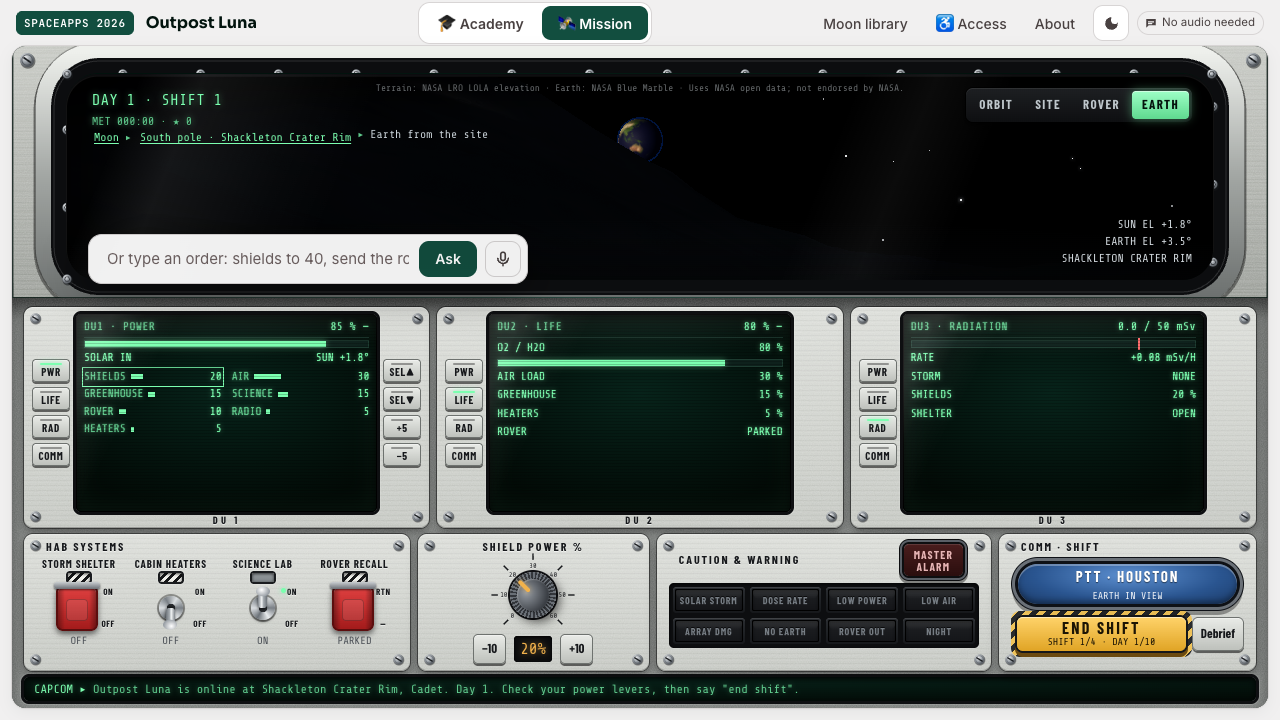 SPACEAPPS 2026 Outpost Luna
🎓 Academy 🛰️ Mission
Moon library ♿ Access About No audio needed
DAY 1 · SHIFT 1
MET 000:00 · ★ 0
Moon ▸ South pole · Shackleton Crater Rim ▸ Earth from the site
Terrain: NASA LRO LOLA elevation · Earth: NASA Blue Marble · Uses NASA open data; not endorsed by NASA.
ORBIT SITE ROVER EARTH
SUN EL +1.8°
EARTH EL +3.5°
SHACKLETON CRATER RIM
Or type an order: shields to 40, send the ro
Ask
PWR
LIFE
RAD
COMM
DU1 · POWER 85 % —
SOLAR IN SUN +1.8°
SHIELDS 20 AIR 30
GREENHOUSE 15 SCIENCE 15
ROVER 10 RADIO 5
HEATERS 5
SEL▲
SEL▼
+5
−5
DU 1
PWR
LIFE
RAD
COMM
DU2 · LIFE 80 % —
O2 / H2O 80 %
AIR LOAD 30 %
GREENHOUSE 15 %
HEATERS 5 %
ROVER PARKED
DU 2
PWR
LIFE
RAD
COMM
DU3 · RADIATION 0.0 / 50 mSv
RATE +0.08 mSv/H
STORM NONE
SHIELDS 20 %
SHELTER OPEN
DU 3
HAB SYSTEMS
STORM SHELTER CABIN HEATERS SCIENCE LAB ROVER RECALL
ON ON ON RTN
OFF OFF OFF —
OFF OFF ON PARKED
SHIELD POWER %
0 10 20 30 40 50 60
−10 20% +10
CAUTION & WARNING
MASTER
ALARM
SOLAR STORM DOSE RATE LOW POWER LOW AIR
ARRAY DMG NO EARTH ROVER OUT NIGHT
COMM · SHIFT
PTT · HOUSTON
EARTH IN VIEW
END SHIFT
SHIFT 1/4 · DAY 1/10
Debrief
CAPCOM ▸ Outpost Luna is online at Shackleton Crater Rim, Cadet. Day 1. Check your power levers, then say "end shift".